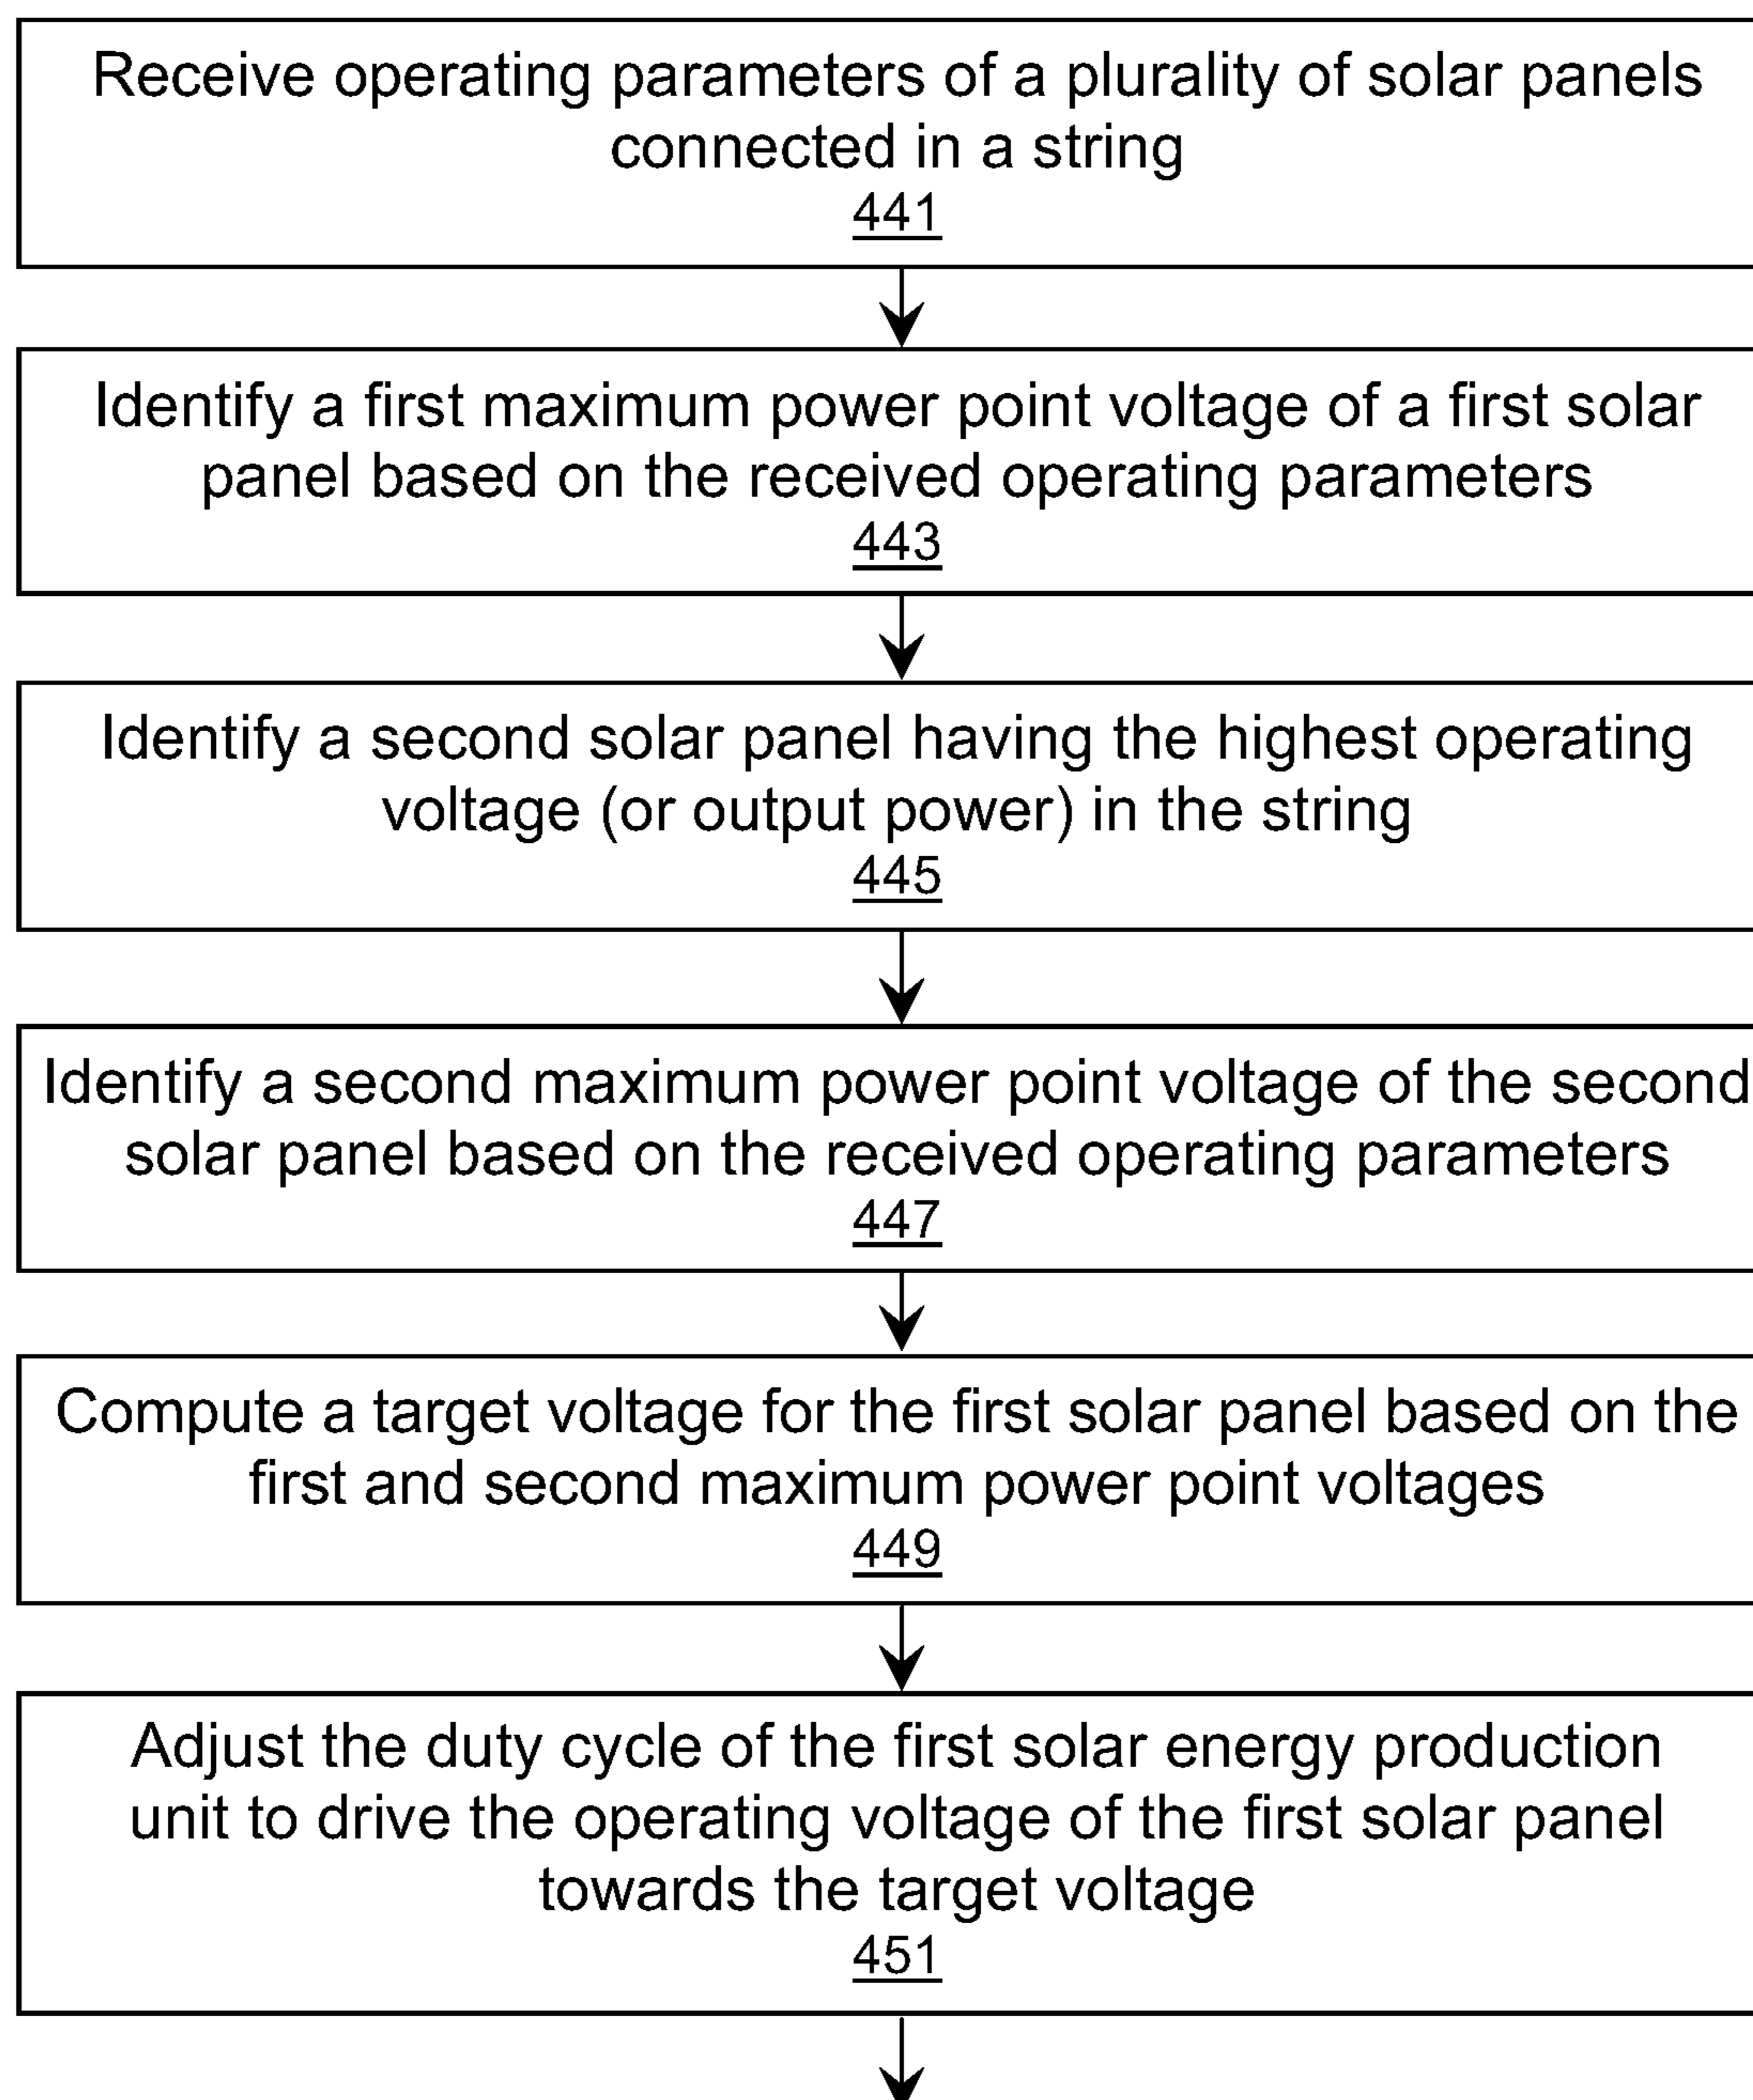 Receive operating parameters of a plurality of solar panels
connected in a string
441
Identify a first maximum power point voltage of a first solar
panel based on the received operating parameters
443
Identify a second solar panel having the highest operating
voltage (or output power) in the string
445
Identify a second maximum power point voltage of the second
solar panel based on the received operating parameters
447
Compute a target voltage for the first solar panel based on the
first and second maximum power point voltages
449
Adjust the duty cycle of the first solar energy production
unit to drive the operating voltage of the first solar panel
towards the target voltage
451